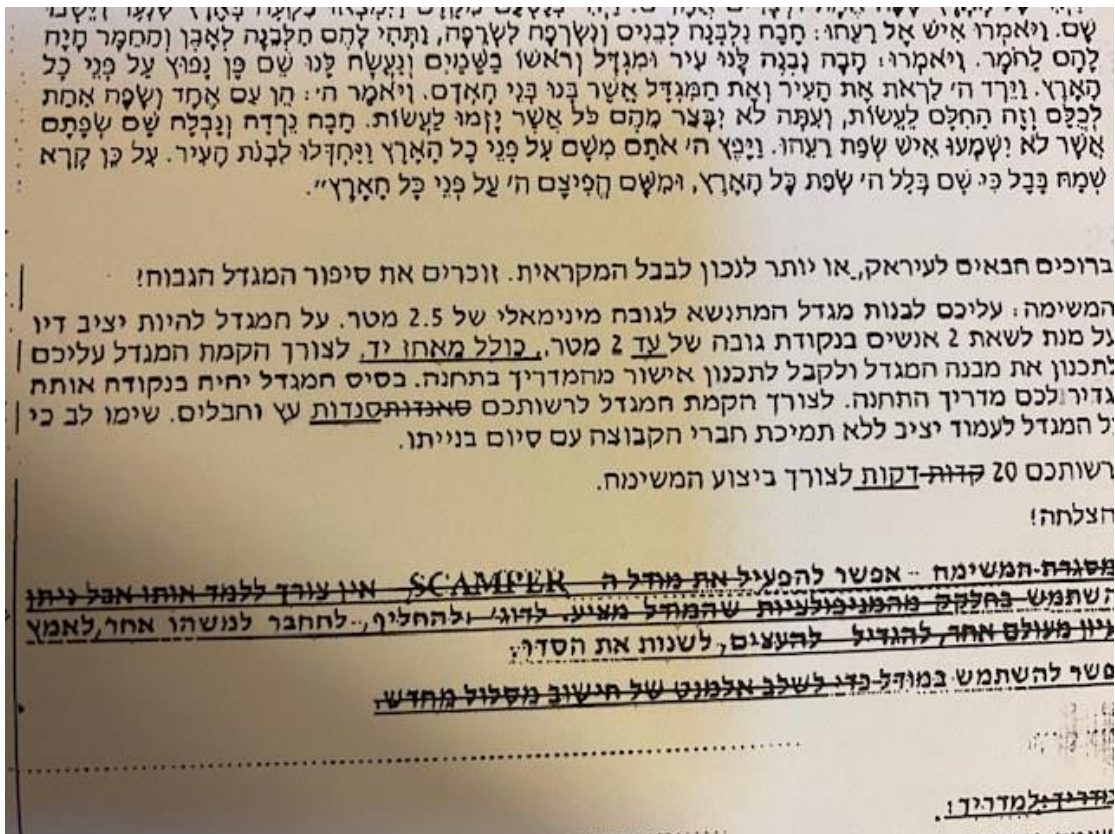 שָׁם. וַיֹּאמְרוּ אִישׁ אֶל רֵעֵהוּ: הָבָה נִלְבְּנָה לְבֵנִים וְנִשְׂרְפָה לִשְׂרֵפָה, וַתְּהִי לָהֶם הַלְּבֵנָה לְאָבֶן וְהַחֵמָר הָיָה
לָהֶם לַחֹמֶר. וַיֹּאמְרוּ: הָבָה נִבְנֶה לָּנוּ עִיר וּמִגְדָּל וְרֹאשׁוֹ בַשָּׁמַיִם וְנַעֲשֶׂה לָּנוּ שֵׁם פֶּן נָפוּץ עַל פְּנֵי כָל
הָאָרֶץ. וַיֵּרֶד ה' לִרְאֹת אֶת הָעִיר וְאֶת הַמִּגְדָּל אֲשֶׁר בָּנוּ בְּנֵי הָאָדָם. וַיֹּאמֶר ה': הֵן עַם אֶחָד וְשָׂפָה אַחַת
לְכֻלָּם וְזֶה הַחִלָּם לַעֲשׂוֹת, וְעַתָּה לֹא יִבָּצֵר מֵהֶם כֹּל אֲשֶׁר יָזְמוּ לַעֲשׂוֹת. הָבָה נֵרְדָה וְנָבְלָה שָׁם שְׂפָתָם
אֲשֶׁר לֹא יִשְׁמְעוּ אִישׁ שְׂפַת רֵעֵהוּ. וַיָּפֶץ ה' אֹתָם מִשָּׁם עַל פְּנֵי כָל הָאָרֶץ וַיַּחְדְּלוּ לִבְנֹת הָעִיר. עַל כֵּן קָרָא
שְׁמָהּ בָּבֶל כִּי שָׁם בָּלַל ה' שְׂפַת כָּל הָאָרֶץ, וּמִשָּׁם הֱפִיצָם ה' עַל פְּנֵי כָּל הָאָרֶץ".
ברוכים הבאים לעיראק, או יותר לנכון לבבל המקראית. זוכרים את סיפור המגדל הגבוה!
המשימה: עליכם לבנות מגדל המתנשא לגובה מינימאלי של 2.5 מטר. על המגדל להיות יציב דיו
על מנת לשאת 2 אנשים בנקודת גובה של עד 2 מטר, כולל מאחז יד. לצורך הקמת המגדל עליכם
לתכנן את מבנה המגדל ולקבל לתכנון אישור מהמדריך בתחנה. בסיס המגדל יהיה בנקודה אותה
גדיר לכם מדריך התחנה. לצורך הקמת המגדל לרשותכם סאנדותסנדות עץ וחבלים. שימו לב כי
ל המגדל לעמוד יציב ללא תמיכת חברי הקבוצה עם סיום בנייתו.
רשותכם 20 קדות דקות לצורך ביצוע המשימה.
הצלחה!
מסגרת המשימה - אפשר להפעיל את מודל ה SCAMPER אין צורך ללמד אותו אבל ניתן
השתמש בחלקק מהמניפולציות שהמודל מציע. לדוג' להחליף, לחבר למשהו אחר, לאמץ
עיון מעולם אחר, להגדיל להעצים, לשנות את הסדר.
פשר להשתמש במודל כדי לשלב אלמנט של חישוב מסלול מחדש.
למדריך: